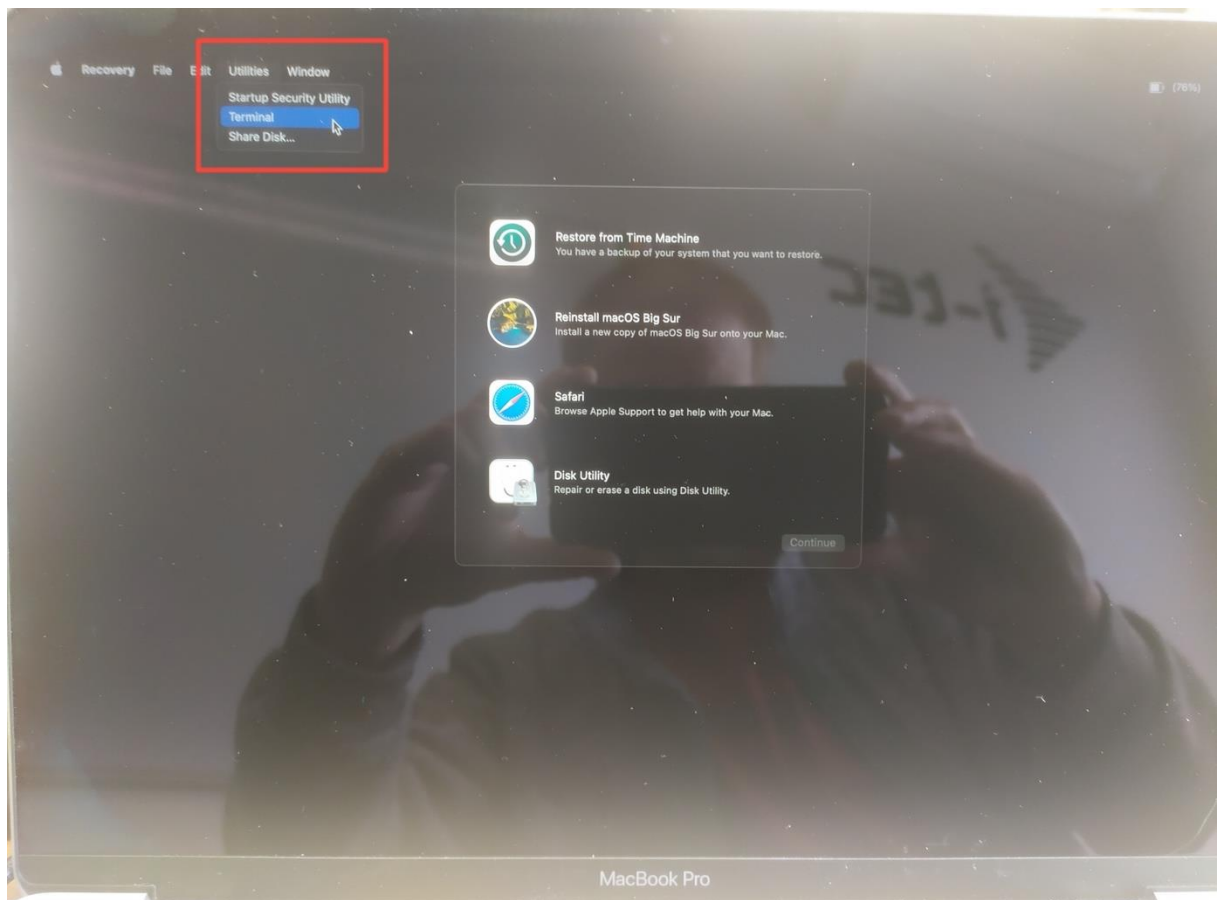 Recovery File Edit Utilities Window
(76%)
Startup Security Utility
Terminal
Share Disk...
Restore from Time Machine
You have a backup of your system that you want to restore.
Reinstall macOS Big Sur
Install a new copy of macOS Big Sur onto your Mac.
Safari
Browse Apple Support to get help with your Mac.
Disk Utility
Repair or erase a disk using Disk Utility.
Continue
i-tec
MacBook Pro